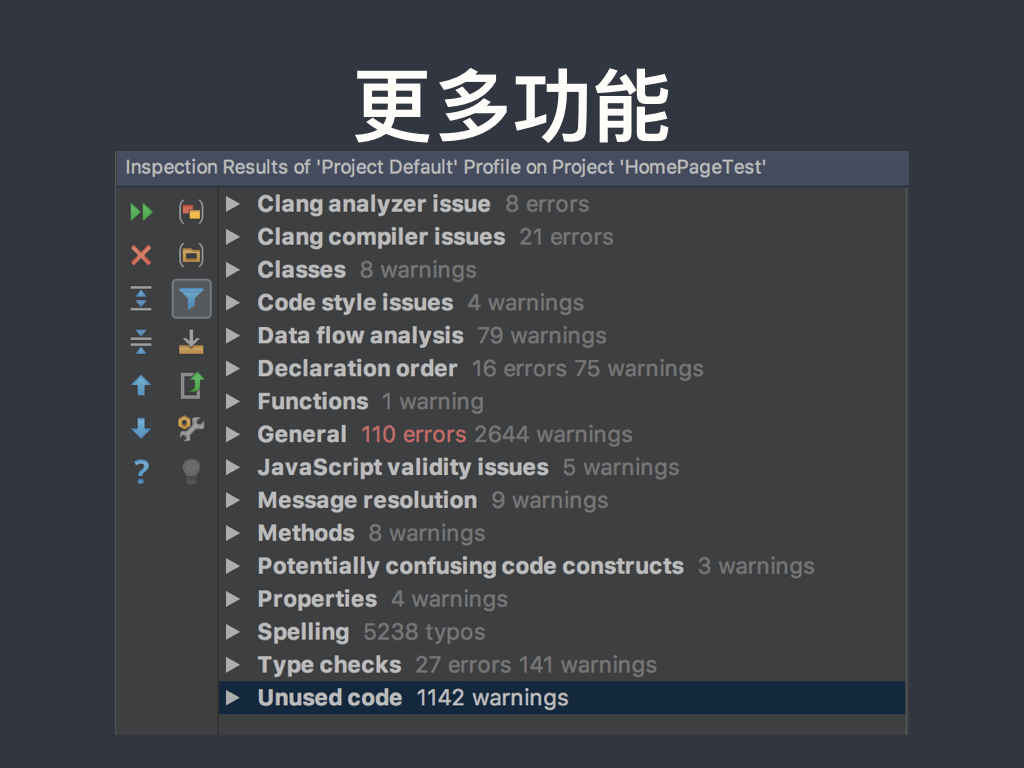 更多功能
Inspection Results of 'Project Default' Profile on Project 'HomePageTest'
Clang analyzer issue 8 errors
Clang compiler issues 21 errors
Classes 8 warnings
Code style issues 4 warnings
Data flow analysis 79 warnings
Declaration order 16 errors 75 warnings
Functions 1 warning
General 110 errors 2644 warnings
JavaScript validity issues 5 warnings
Message resolution 9 warnings
Methods 8 warnings
Potentially confusing code constructs 3 warnings
Properties 4 warnings
Spelling 5238 typos
Type checks 27 errors 141 warnings
Unused code 1142 warnings